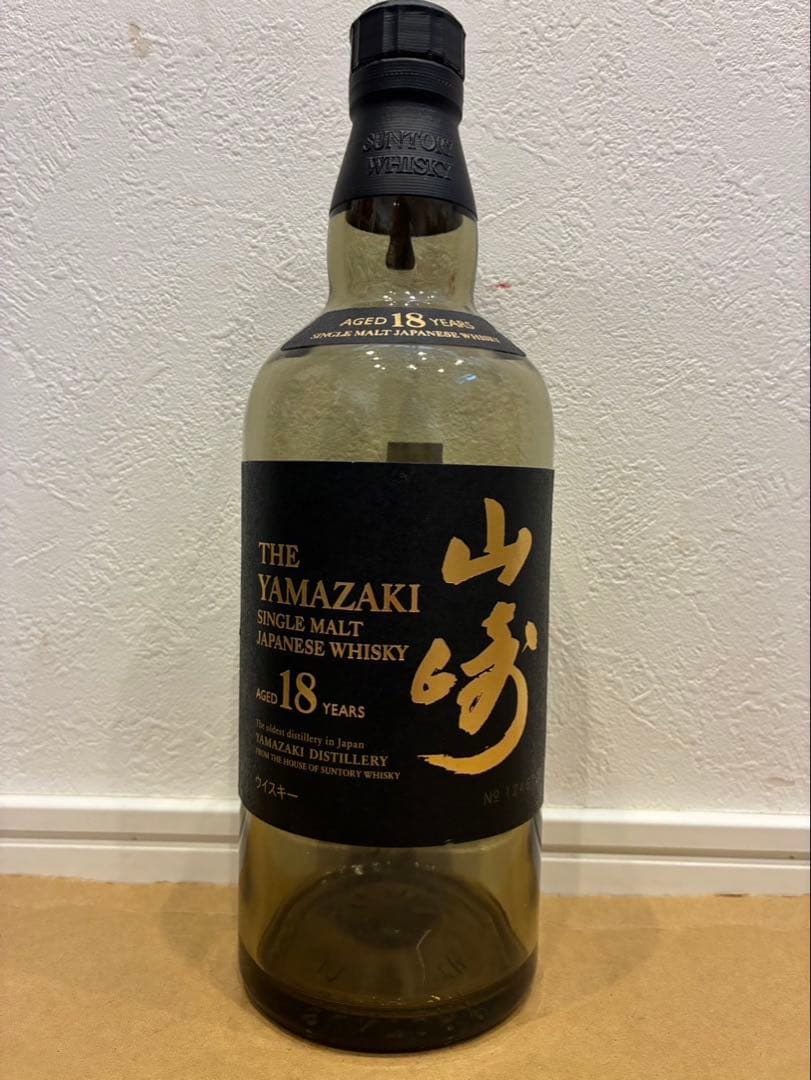 SUNTORY
WHISKY
AGED 18 YEARS
SINGLE MALT JAPANESE WHISKY
THE
YAMAZAKI
SINGLE MALT
JAPANESE WHISKY
AGED 18 YEARS
The oldest distillery in Japan
YAMAZAKI DISTILLERY
FROM THE HOUSE OF SUNTORY WHISKY
ウイスキー
山崎
№